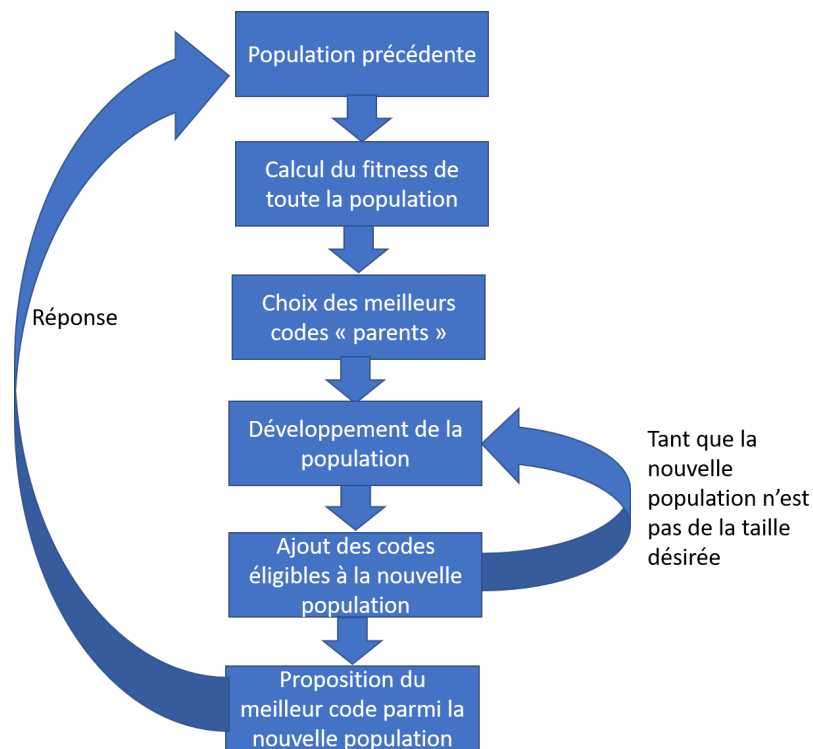 Population précédente
Calcul du fitness de
toute la population
Choix des meilleurs
codes « parents »
Réponse
Développement de la
population
Tant que la
nouvelle
population n’est
pas de la taille
désirée
Ajout des codes
éligibles à la nouvelle
population
Proposition du
meilleur code parmi la
nouvelle population